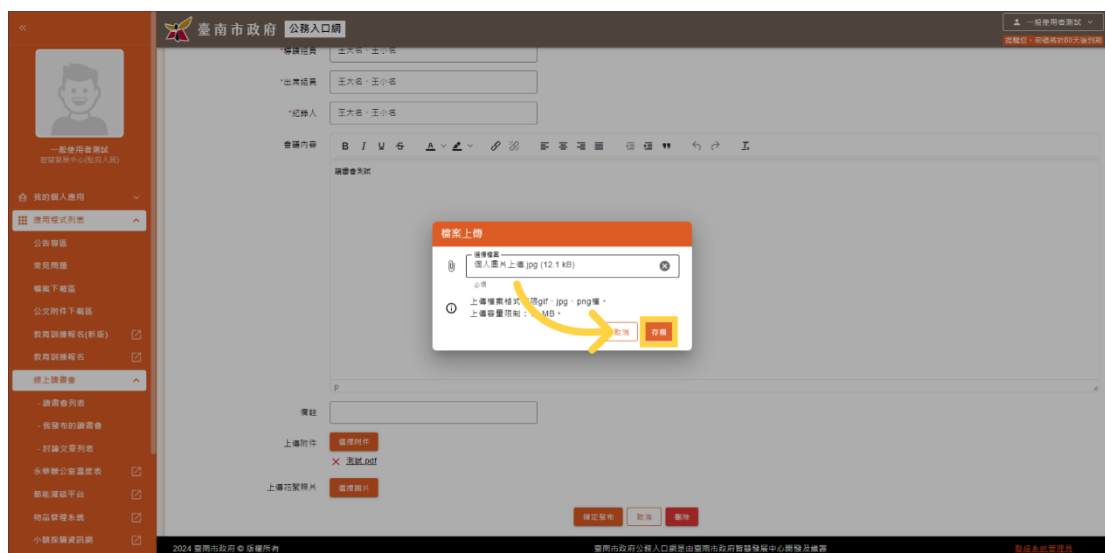 臺南市政府 公務入口網
一般使用者測試
提醒您，密碼將於80天後到期
一般使用者測試
智慧發展中心(駐府人員)
我的個人應用
應用程式列表
公告專區
常見問題
檔案下載區
公文附件下載區
教育訓練報名(新版)
教育訓練報名
線上讀書會
- 讀書會列表
- 我發布的讀書會
- 討論文章列表
永華辦公室溫度表
節能減碳平台
物品管理系統
小額採購資訊網
*導讀組員 王大名、王小名
*出席組員 王大名、王小名
*紀錄人 王大名、王小名
會議內容
讀書會測試
檔案上傳
選擇檔案
個人圖片上傳.jpg (12.1 kB)
必填
上傳檔案格式 限gif、jpg、png檔。
上傳容量限制： MB。
取消 存檔
p
備註
上傳附件 選擇附件
測試.pdf
上傳花絮照片 選擇圖片
確定發布 取消 刪除
2024 臺南市政府 © 版權所有
臺南市政府公務入口網是由臺南市政府智慧發展中心開發及維護
聯絡系統管理員